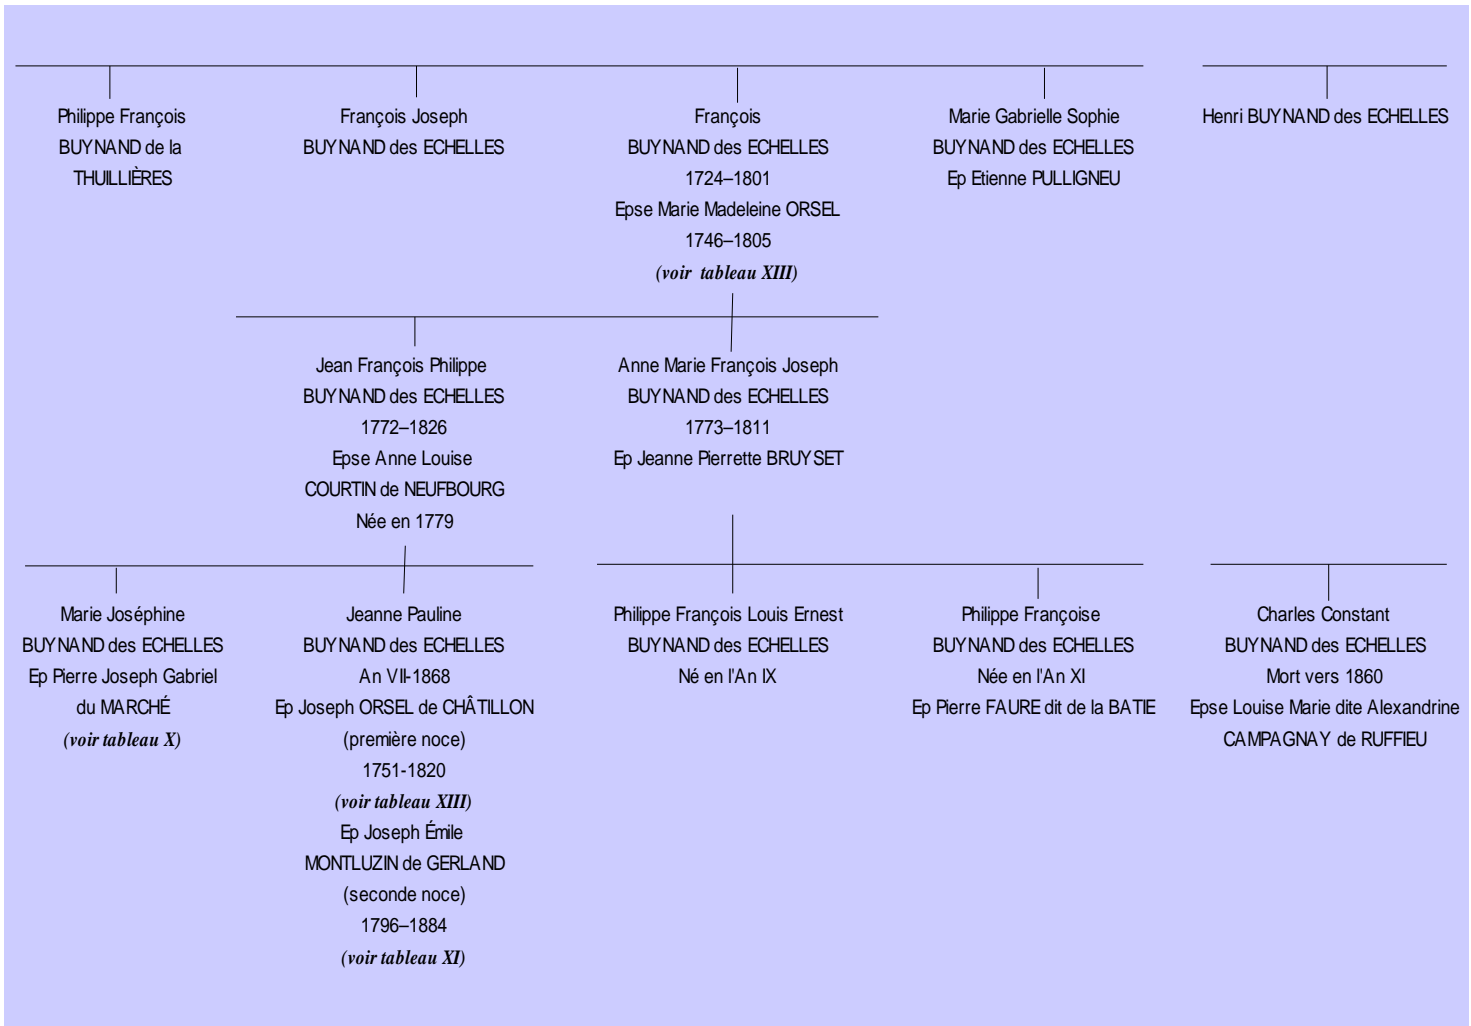 Philippe François
BUYNAND de la
THUILLIÈRES
François Joseph
BUYNAND des ECHELLES
François
BUYNAND des ECHELLES
1724–1801
Epse Marie Madeleine ORSEL
1746–1805
(voir tableau XIII)
Marie Gabrielle Sophie
BUYNAND des ECHELLES
Ep Etienne PULLIGNEU
Henri BUYNAND des ECHELLES
Jean François Philippe
BUYNAND des ECHELLES
1772–1826
Epse Anne Louise
COURTIN de NEUFBOURG
Née en 1779
Anne Marie François Joseph
BUYNAND des ECHELLES
1773–1811
Ep Jeanne Pierrette BRUYSET
Marie Joséphine
BUYNAND des ECHELLES
Ep Pierre Joseph Gabriel
du MARCHÉ
(voir tableau X)
Jeanne Pauline
BUYNAND des ECHELLES
An VII-1868
Ep Joseph ORSEL de CHÂTILLON
(première noce)
1751-1820
(voir tableau XIII)
Ep Joseph Émile
MONTLUZIN de GERLAND
(seconde noce)
1796–1884
(voir tableau XI)
Philippe François Louis Ernest
BUYNAND des ECHELLES
Né en l'An IX
Philippe Françoise
BUYNAND des ECHELLES
Née en l'An XI
Ep Pierre FAURE dit de la BATIE
Charles Constant
BUYNAND des ECHELLES
Mort vers 1860
Epse Louise Marie dite Alexandrine
CAMPAGNAY de RUFFIEU